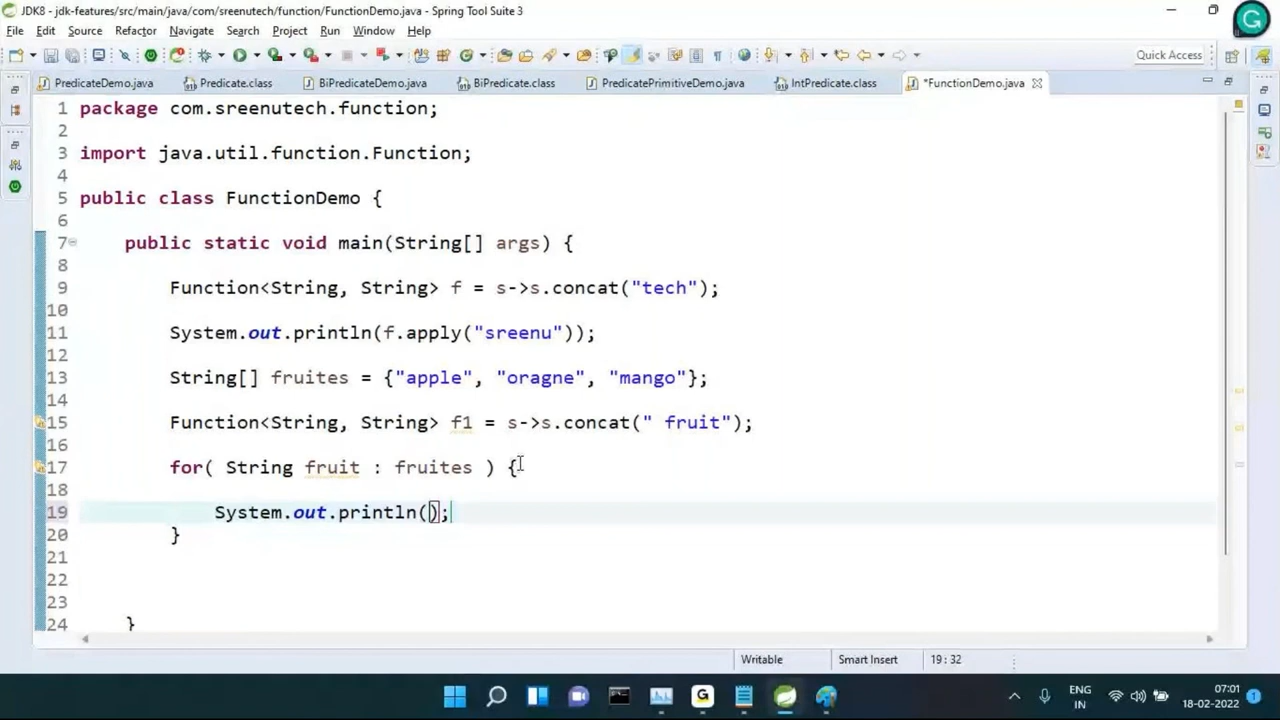 JDK8 - jdk-features/src/main/java/com/sreenutech/function/FunctionDemo.java - Spring Tool Suite 3
File Edit Source Refactor Navigate Search Project Run Window Help
Quick Access
PredicateDemo.java Predicate.class BiPredicateDemo.java BiPredicate.class PredicatePrimitiveDemo.java IntPredicate.class *FunctionDemo.java
1 package com.sreenutech.function;
2
3 import java.util.function.Function;
4
5 public class FunctionDemo {
6
7 public static void main(String[] args) {
8
9 Function<String, String> f = s->s.concat("tech");
10
11 System.out.println(f.apply("sreenu"));
12
13 String[] fruites = {"apple", "oragne", "mango"};
14
15 Function<String, String> f1 = s->s.concat(" fruit");
16
17 for( String fruit : fruites ) {
18
19 System.out.println();
20 }
21
22
23
24 }
Writable Smart Insert 19 : 32
ENG 07:01
IN 18-02-2022